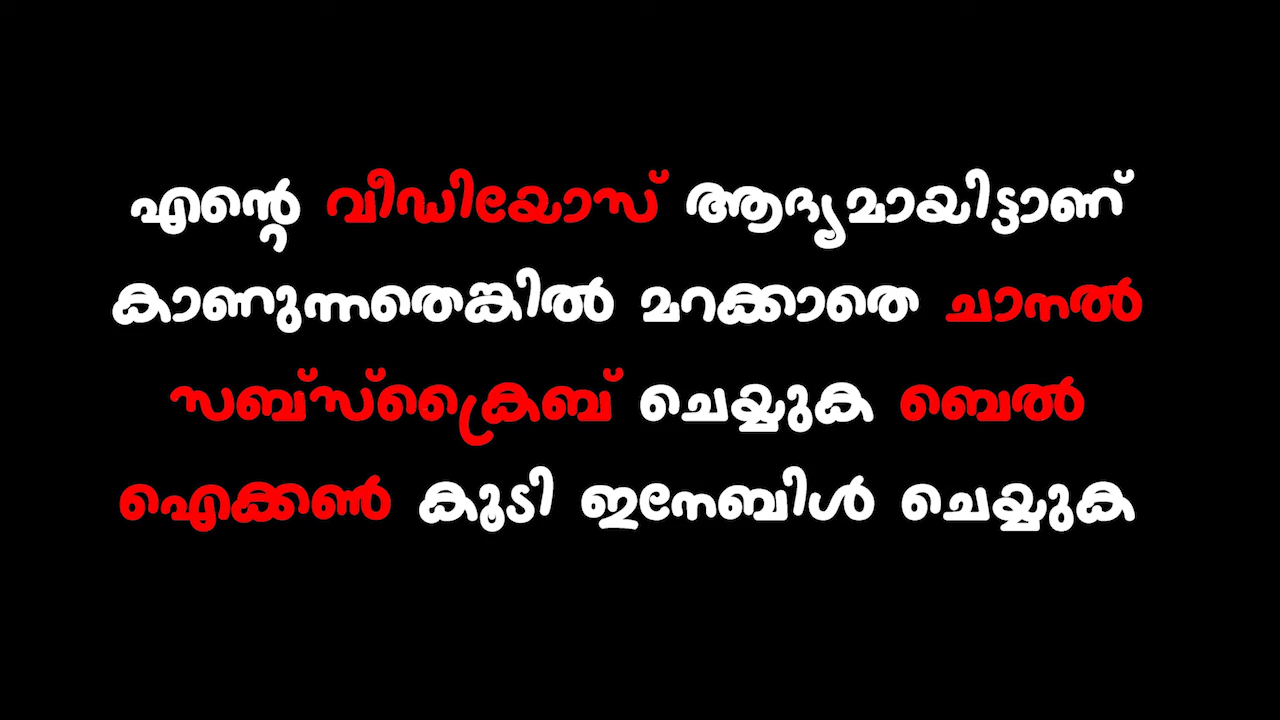 എന്റെ വീഡിയോസ് ആദ്യമായിട്ടാണ്
കാണുന്നതെങ്കിൽ മറക്കാതെ ചാനൽ
സബ്സ്ക്രൈബ് ചെയ്യുക ബെൽ
ഐക്കൺ കൂടി ഇനേബിൾ ചെയ്യുക